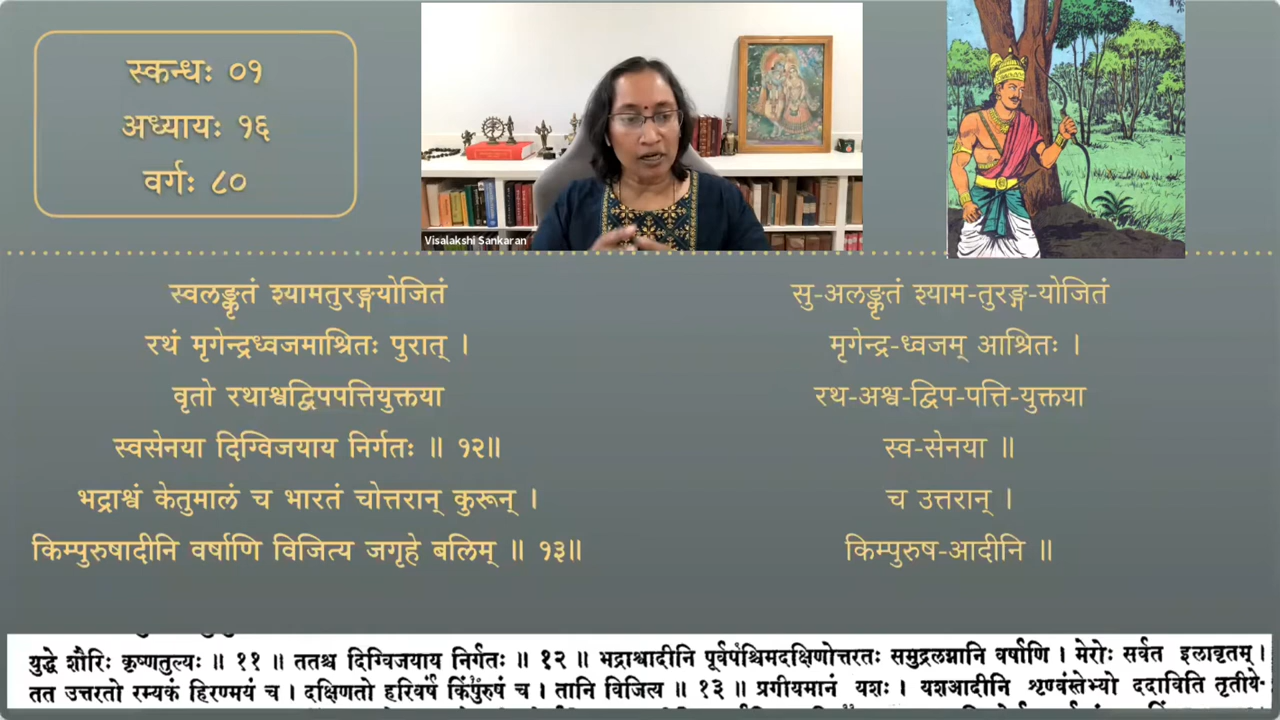 स्कन्धः ०१
अध्यायः १६
वर्गः ८०
Visalakshi Sankaran
स्वलङ्कृतं श्यामतुरङ्गयोजितं
रथं मृगेन्द्रध्वजमाश्रितः पुरात् ।
वृतो रथाश्वद्विपपत्तियुक्तया
स्वसेनया दिग्विजयाय निर्गतः ॥ १२॥
भद्राश्वं केतुमालं च भारतं चोत्तरान् कुरून् ।
किम्पुरुषादीनि वर्षाणि विजित्य जगृहे बलिम् ॥ १३॥
सु-अलङ्कृतं श्याम-तुरङ्ग-योजितं
मृगेन्द्र-ध्वजम् आश्रितः ।
रथ-अश्व-द्विप-पत्ति-युक्तया
स्व-सेनया ॥
च उत्तरान् ।
किम्पुरुष-आदीनि ॥
युद्धे शौरिः कृष्णतुल्यः ॥ ११ ॥ ततश्च दिग्विजयाय निर्गतः ॥ १२ ॥ भद्राश्वादीनि पूर्वपश्चिमदक्षिणोत्तरतः समुद्रलग्नानि वर्षाणि । मेरोः सर्वत इलावृतम् ।
तत उत्तरतो रम्यकं हिरण्मयं च । दक्षिणतो हरिवर्षं किंपुरुषं च । तानि विजित्य ॥ १३ ॥ प्रगीयमानं यशः । यशआदीनि शृण्वंस्तेभ्यो ददाविति तृतीये-